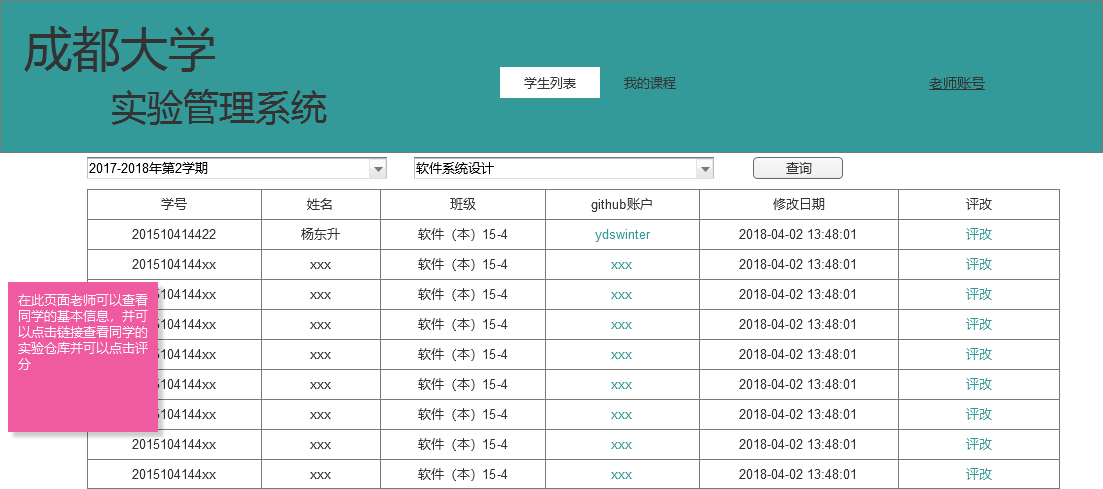 成都大学
实验管理系统
学生列表 我的课程 老师账号
2017-2018年第2学期 软件系统设计 查询
学号 姓名 班级 github账户 修改日期 评改
201510414422 杨东升 软件（本）15-4 ydswinter 2018-04-02 13:48:01 评改
2015104144xx xxx 软件（本）15-4 xxx 2018-04-02 13:48:01 评改
5104144xx xxx 软件（本）15-4 xxx 2018-04-02 13:48:01 评改
5104144xx xxx 软件（本）15-4 xxx 2018-04-02 13:48:01 评改
5104144xx xxx 软件（本）15-4 xxx 2018-04-02 13:48:01 评改
5104144xx xxx 软件（本）15-4 xxx 2018-04-02 13:48:01 评改
5104144xx xxx 软件（本）15-4 xxx 2018-04-02 13:48:01 评改
2015104144xx xxx 软件（本）15-4 xxx 2018-04-02 13:48:01 评改
2015104144xx xxx 软件（本）15-4 xxx 2018-04-02 13:48:01 评改
在此页面老师可以查看
同学的基本信息，并可
以点击链接查看同学的
实验仓库并可以点击评
分